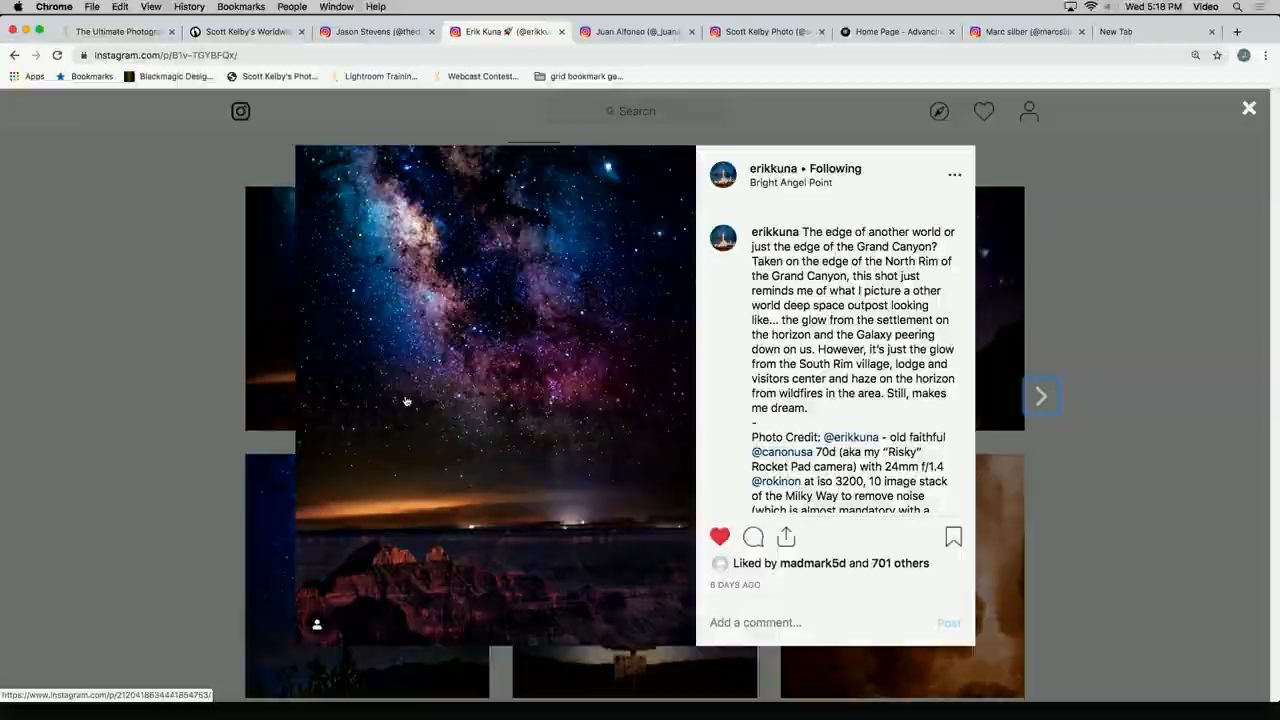 Chrome File Edit View History Bookmarks People Window Help Wed 5:18 PM Video
The Ultimate Photogra Scott Kelby's Worldwi Jason Stevens (@thed Erik Kuna 🚀 (@erikku Juan Alfonso (@_juana Scott Kelby Photo (@s Home Page - Advancin Marc silber (@marcsilb New Tab
instagram.com/p/B1v-TGYBFQx/
Apps Bookmarks Blackmagic Desig... Scott Kelby's Phot... Lightroom Trainin... Webcast Contest... grid bookmark ge...
Search
erikkuna • Following
Bright Angel Point
erikkuna The edge of another world or
just the edge of the Grand Canyon?
Taken on the edge of the North Rim of
the Grand Canyon, this shot just
reminds me of what I picture a other
world deep space outpost looking
like... the glow from the settlement on
the horizon and the Galaxy peering
down on us. However, it's just the glow
from the South Rim village, lodge and
visitors center and haze on the horizon
from wildfires in the area. Still, makes
me dream.
-
Photo Credit: @erikkuna - old faithful
@canonusa 70d (aka my "Risky"
Rocket Pad camera) with 24mm f/1.4
@rokinon at iso 3200, 10 image stack
of the Milky Way to remove noise
(which is almost mandatory with a
Liked by madmark5d and 701 others
6 DAYS AGO
Add a comment... Post
https://www.instagram.com/p/2120418634441854753/